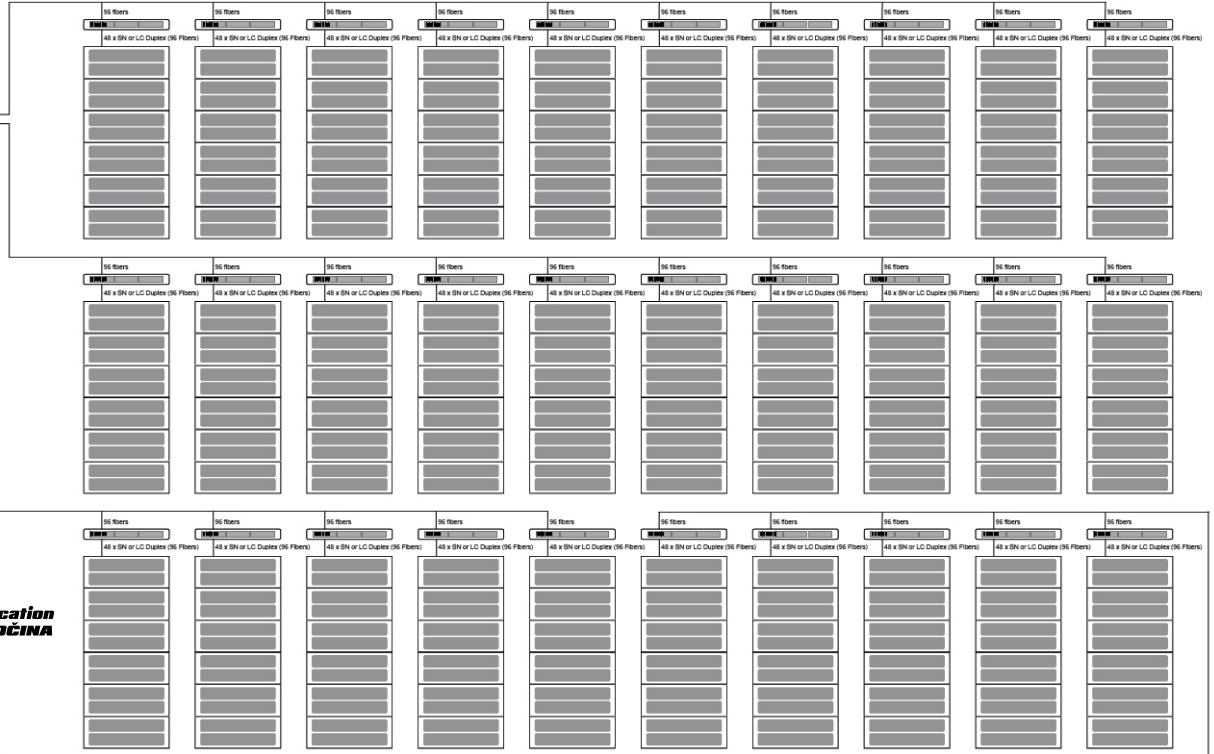 96 fibers 96 fibers 96 fibers 96 fibers 96 fibers 96 fibers 96 fibers 96 fibers 96 fibers 96 fibers
48 x SN or LC Duplex (96 Fibers) 48 x SN or LC Duplex (96 Fibers) 48 x SN or LC Duplex (96 Fibers) 48 x SN or LC Duplex (96 Fibers) 48 x SN or LC Duplex (96 Fibers) 48 x SN or LC Duplex (96 Fibers) 48 x SN or LC Duplex (96 Fibers) 48 x SN or LC Duplex (96 Fibers) 48 x SN or LC Duplex (96 Fibers) 48 x SN or LC Duplex (96 Fibers)
96 fibers 96 fibers 96 fibers 96 fibers 96 fibers 96 fibers 96 fibers 96 fibers 96 fibers 96 fibers
48 x SN or LC Duplex (96 Fibers) 48 x SN or LC Duplex (96 Fibers) 48 x SN or LC Duplex (96 Fibers) 48 x SN or LC Duplex (96 Fibers) 48 x SN or LC Duplex (96 Fibers) 48 x SN or LC Duplex (96 Fibers) 48 x SN or LC Duplex (96 Fibers) 48 x SN or LC Duplex (96 Fibers) 48 x SN or LC Duplex (96 Fibers) 48 x SN or LC Duplex (96 Fibers)
96 fibers 96 fibers 96 fibers 96 fibers 96 fibers 96 fibers 96 fibers 96 fibers 96 fibers 96 fibers
48 x SN or LC Duplex (96 Fibers) 48 x SN or LC Duplex (96 Fibers) 48 x SN or LC Duplex (96 Fibers) 48 x SN or LC Duplex (96 Fibers) 48 x SN or LC Duplex (96 Fibers) 48 x SN or LC Duplex (96 Fibers) 48 x SN or LC Duplex (96 Fibers) 48 x SN or LC Duplex (96 Fibers) 48 x SN or LC Duplex (96 Fibers) 48 x SN or LC Duplex (96 Fibers)
cation
OČINA